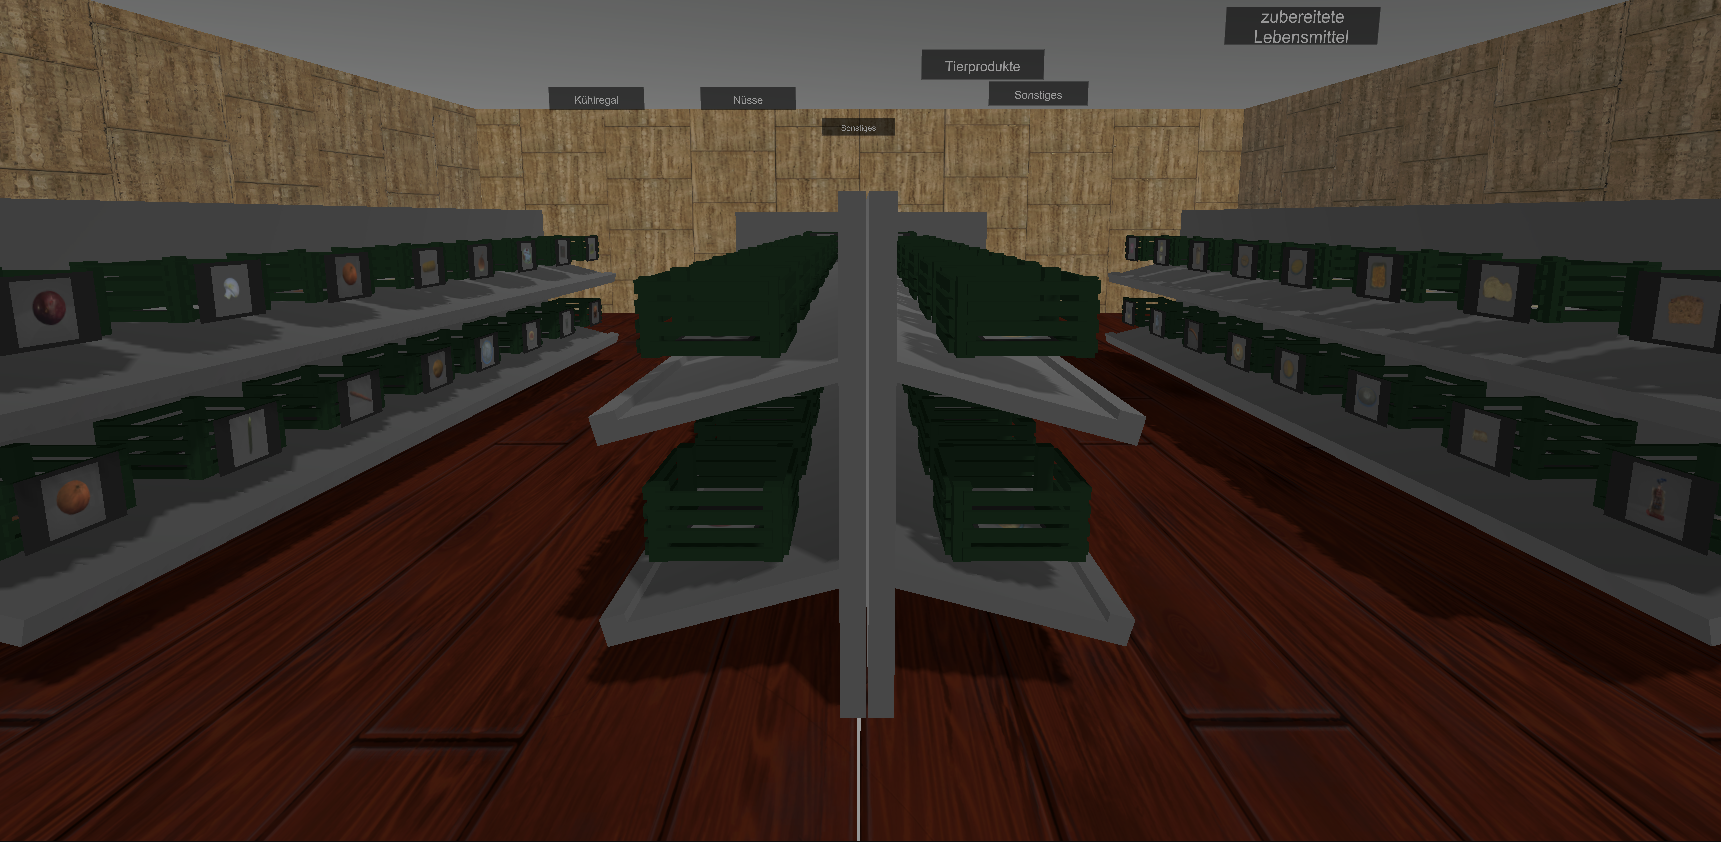 zubereitete
Lebensmittel
Tierprodukte
Kühlregal
Nüsse
Sonstiges
Sonstiges